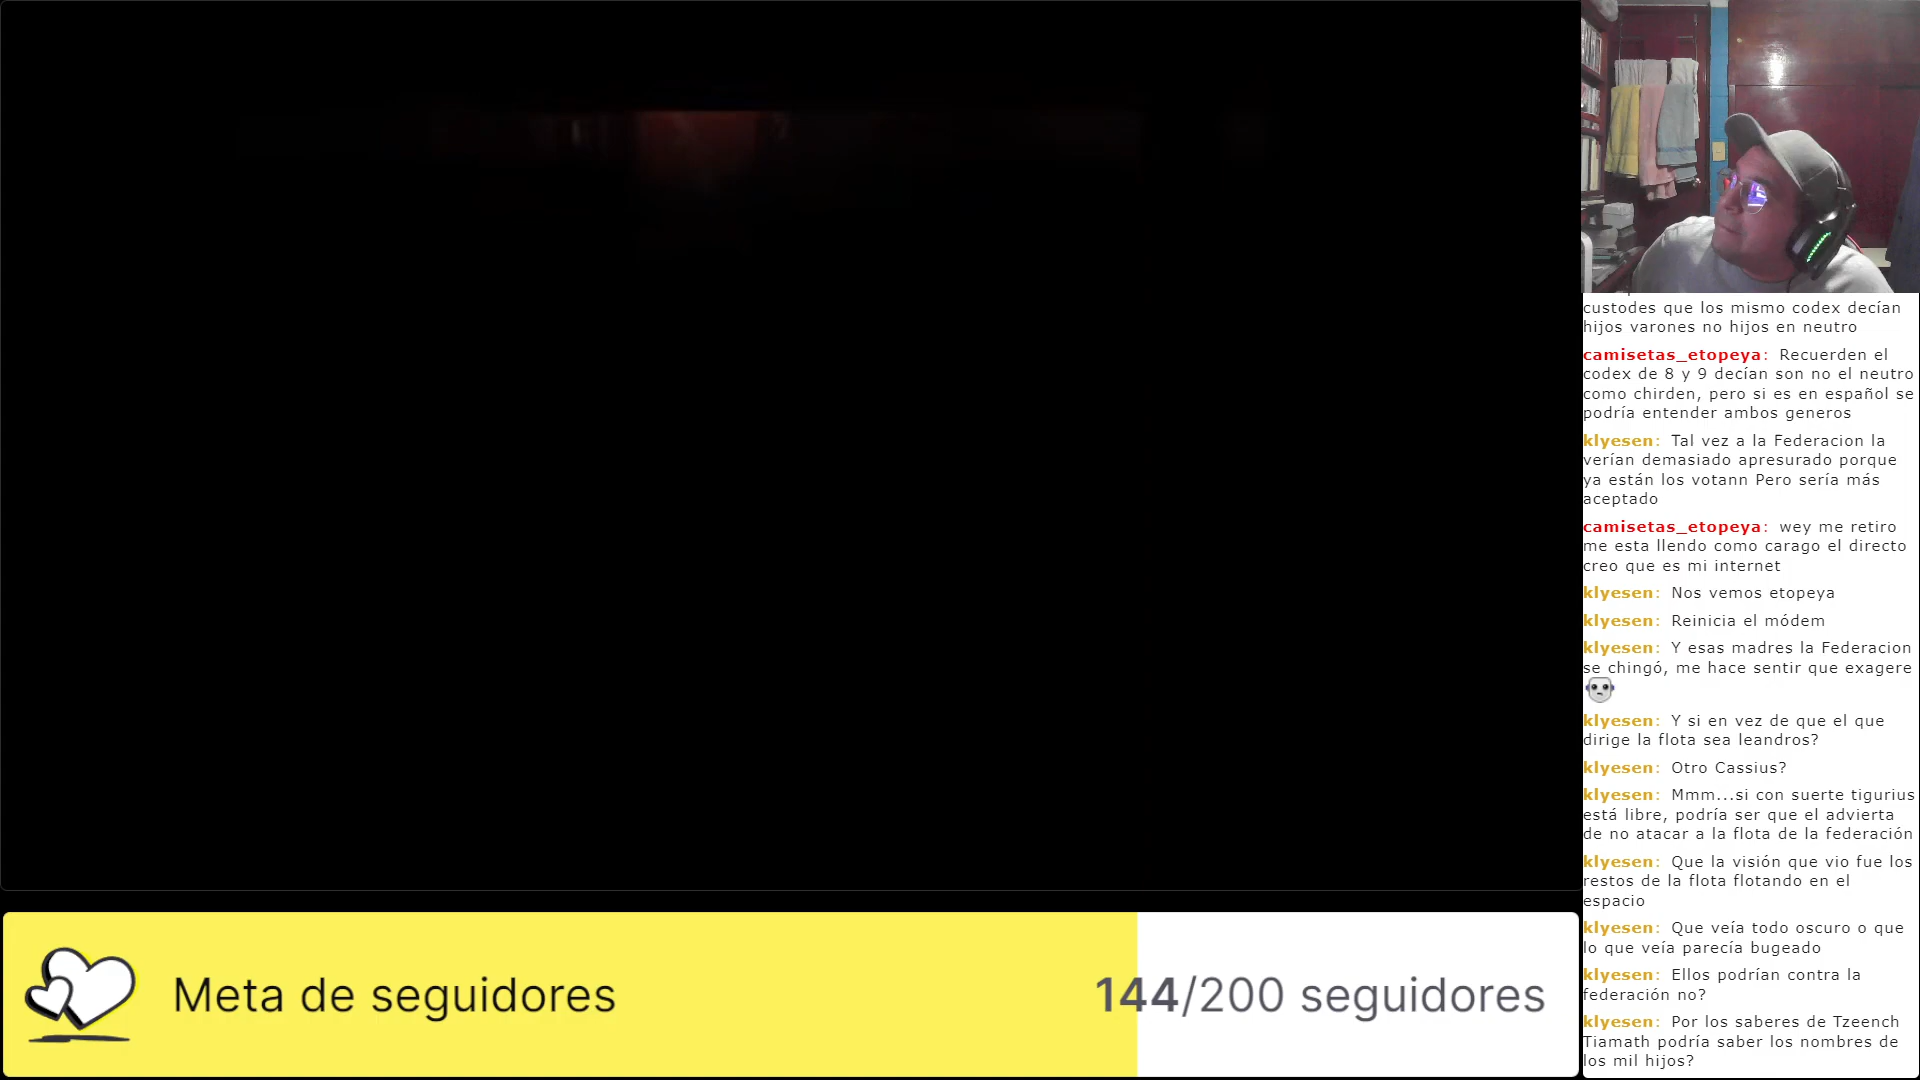 custodes que los mismo codex decían
hijos varones no hijos en neutro
camisetas_etopeya: Recuerden el
codex de 8 y 9 decían son no el neutro
como chirden, pero si es en español se
podría entender ambos generos
klyesen: Tal vez a la Federacion la
verían demasiado apresurado porque
ya están los votann Pero sería más
aceptado
camisetas_etopeya: wey me retiro
me esta llendo como carago el directo
creo que es mi internet
klyesen: Nos vemos etopeya
klyesen: Reinicia el módem
klyesen: Y esas madres la Federacion
se chingó, me hace sentir que exagere
klyesen: Y si en vez de que el que
dirige la flota sea leandros?
klyesen: Otro Cassius?
klyesen: Mmm...si con suerte tigurius
está libre, podría ser que el advierta
de no atacar a la flota de la federación
klyesen: Que la visión que vio fue los
restos de la flota flotando en el
espacio
klyesen: Que veía todo oscuro o que
lo que veía parecía bugeado
klyesen: Ellos podrían contra la
federación no?
klyesen: Por los saberes de Tzeench
Tiamath podría saber los nombres de
los mil hijos?
Meta de seguidores
144/200 seguidores